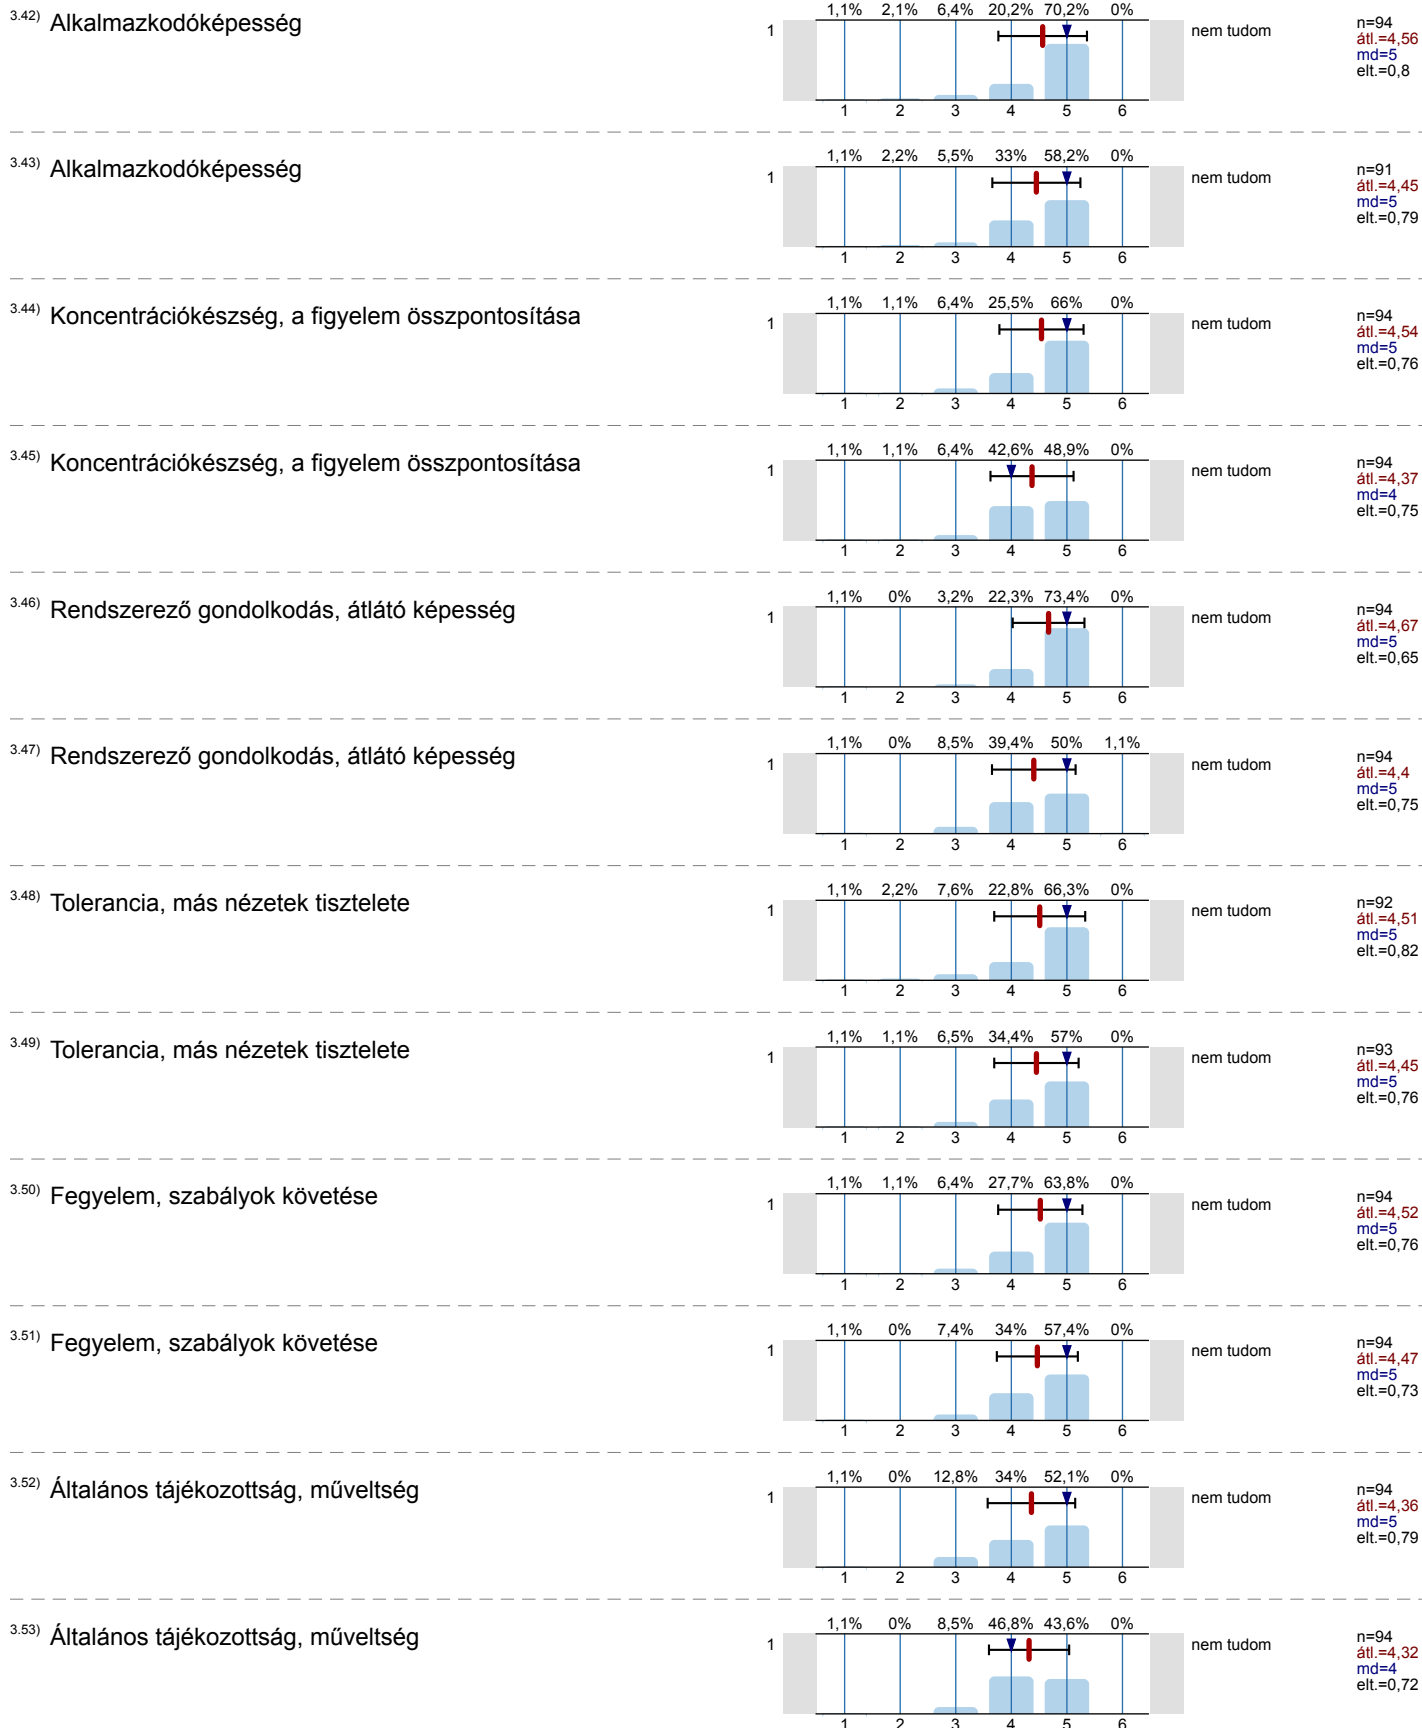 3.42) Alkalmazkodóképesség
1,1% 2,1% 6,4% 20,2% 70,2% 0%
1 nem tudom
n=94
átl.=4,56
md=5
elt.=0,8
1 2 3 4 5 6
3.43) Alkalmazkodóképesség
1,1% 2,2% 5,5% 33% 58,2% 0%
1 nem tudom
n=91
átl.=4,45
md=5
elt.=0,79
1 2 3 4 5 6
3.44) Koncentrációkészség, a figyelem összpontosítása
1,1% 1,1% 6,4% 25,5% 66% 0%
1 nem tudom
n=94
átl.=4,54
md=5
elt.=0,76
1 2 3 4 5 6
3.45) Koncentrációkészség, a figyelem összpontosítása
1,1% 1,1% 6,4% 42,6% 48,9% 0%
1 nem tudom
n=94
átl.=4,37
md=4
elt.=0,75
1 2 3 4 5 6
3.46) Rendszerező gondolkodás, átlátó képesség
1,1% 0% 3,2% 22,3% 73,4% 0%
1 nem tudom
n=94
átl.=4,67
md=5
elt.=0,65
1 2 3 4 5 6
3.47) Rendszerező gondolkodás, átlátó képesség
1,1% 0% 8,5% 39,4% 50% 1,1%
1 nem tudom
n=94
átl.=4,4
md=5
elt.=0,75
1 2 3 4 5 6
3.48) Tolerancia, más nézetek tisztelete
1,1% 2,2% 7,6% 22,8% 66,3% 0%
1 nem tudom
n=92
átl.=4,51
md=5
elt.=0,82
1 2 3 4 5 6
3.49) Tolerancia, más nézetek tisztelete
1,1% 1,1% 6,5% 34,4% 57% 0%
1 nem tudom
n=93
átl.=4,45
md=5
elt.=0,76
1 2 3 4 5 6
3.50) Fegyelem, szabályok követése
1,1% 1,1% 6,4% 27,7% 63,8% 0%
1 nem tudom
n=94
átl.=4,52
md=5
elt.=0,76
1 2 3 4 5 6
3.51) Fegyelem, szabályok követése
1,1% 0% 7,4% 34% 57,4% 0%
1 nem tudom
n=94
átl.=4,47
md=5
elt.=0,73
1 2 3 4 5 6
3.52) Általános tájékozottság, műveltség
1,1% 0% 12,8% 34% 52,1% 0%
1 nem tudom
n=94
átl.=4,36
md=5
elt.=0,79
1 2 3 4 5 6
3.53) Általános tájékozottság, műveltség
1,1% 0% 8,5% 46,8% 43,6% 0%
1 nem tudom
n=94
átl.=4,32
md=4
elt.=0,72
1 2 3 4 5 6